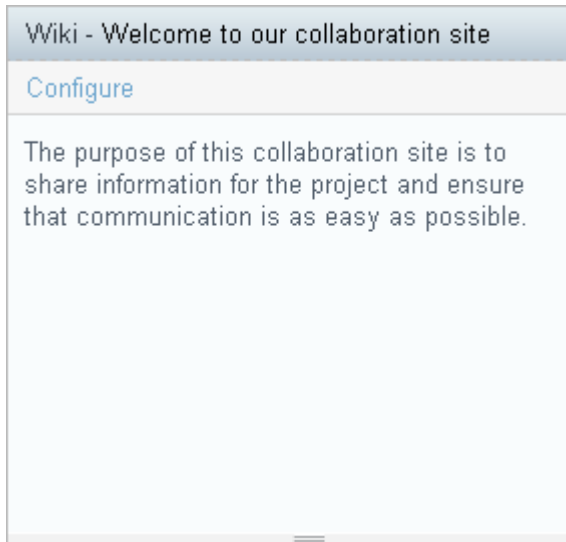 Wiki - Welcome to our collaboration site
Configure
The purpose of this collaboration site is to
share information for the project and ensure
that communication is as easy as possible.